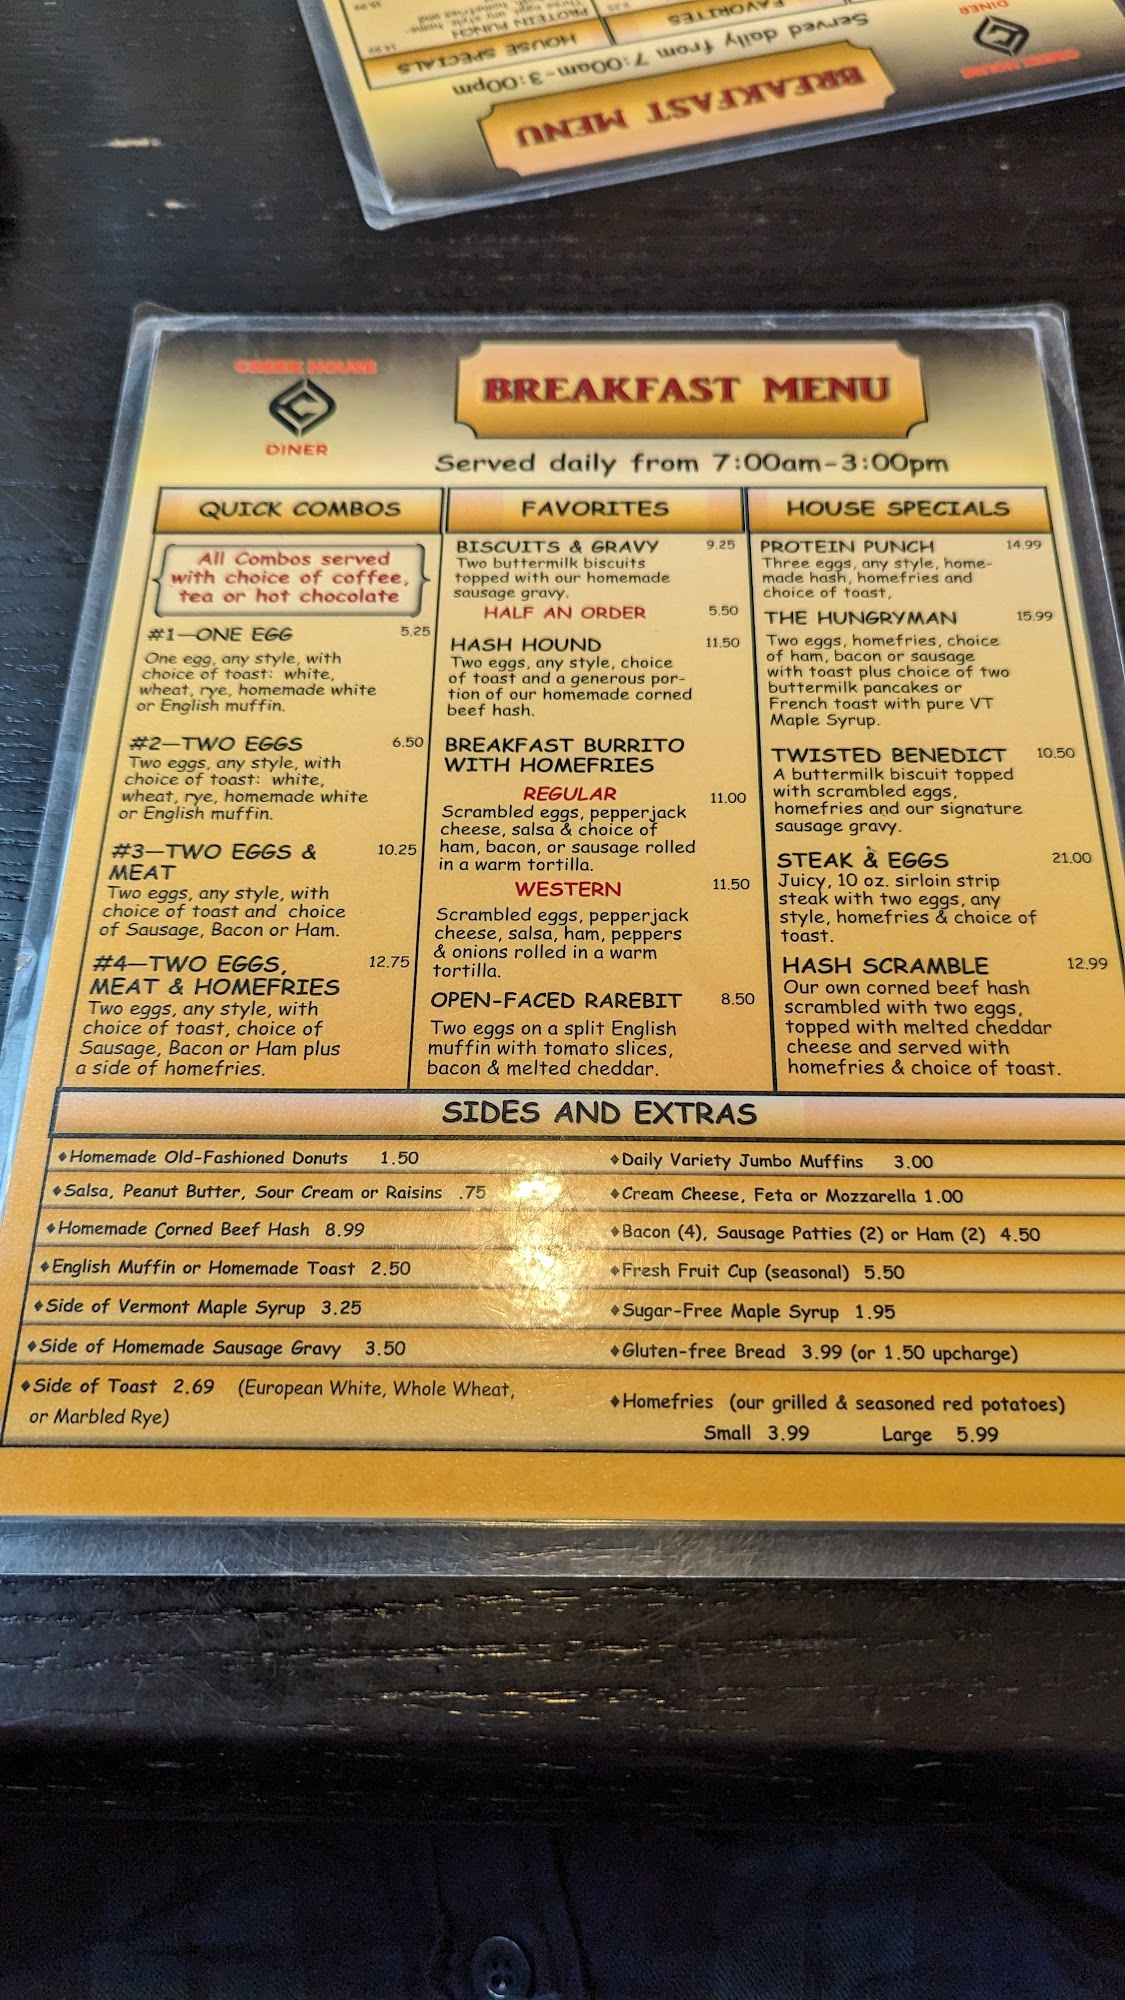 PROTEIN PUNCH
14.99
HOUSE SPECIALS
FAVORITES
Served daily from 7:00am-3:00pm
BREAKFAST MENU
DINER
CREEK HOUSE
CREEK HOUSE
DINER
BREAKFAST MENU
Served daily from 7:00am-3:00pm
QUICK COMBOS
All Combos served
with choice of coffee,
tea or hot chocolate
#1—ONE EGG 5.25
One egg, any style, with
choice of toast: white,
wheat, rye, homemade white
or English muffin.
#2—TWO EGGS 6.50
Two eggs, any style, with
choice of toast: white,
wheat, rye, homemade white
or English muffin.
#3—TWO EGGS & 10.25
MEAT
Two eggs, any style, with
choice of toast and choice
of Sausage, Bacon or Ham.
#4—TWO EGGS, 12.75
MEAT & HOMEFRIES
Two eggs, any style, with
choice of toast, choice of
Sausage, Bacon or Ham plus
a side of homefries.
FAVORITES
BISCUITS & GRAVY 9.25
Two buttermilk biscuits
topped with our homemade
sausage gravy.
HALF AN ORDER 5.50
HASH HOUND 11.50
Two eggs, any style, choice
of toast and a generous por-
tion of our homemade corned
beef hash.
BREAKFAST BURRITO
WITH HOMEFRIES
REGULAR 11.00
Scrambled eggs, pepperjack
cheese, salsa & choice of
ham, bacon, or sausage rolled
in a warm tortilla.
WESTERN 11.50
Scrambled eggs, pepperjack
cheese, salsa, ham, peppers
& onions rolled in a warm
tortilla.
OPEN-FACED RAREBIT 8.50
Two eggs on a split English
muffin with tomato slices,
bacon & melted cheddar.
HOUSE SPECIALS
PROTEIN PUNCH 14.99
Three eggs, any style, home-
made hash, homefries and
choice of toast,
THE HUNGRYMAN 15.99
Two eggs, homefries, choice
of ham, bacon or sausage
with toast plus choice of two
buttermilk pancakes or
French toast with pure VT
Maple Syrup.
TWISTED BENEDICT 10.50
A buttermilk biscuit topped
with scrambled eggs,
homefries and our signature
sausage gravy.
STEAK & EGGS 21.00
Juicy, 10 oz. sirloin strip
steak with two eggs, any
style, homefries & choice of
toast.
HASH SCRAMBLE 12.99
Our own corned beef hash
scrambled with two eggs,
topped with melted cheddar
cheese and served with
homefries & choice of toast.
SIDES AND EXTRAS
♦Homemade Old-Fashioned Donuts 1.50
♦Salsa, Peanut Butter, Sour Cream or Raisins .75
♦Homemade Corned Beef Hash 8.99
♦English Muffin or Homemade Toast 2.50
♦Side of Vermont Maple Syrup 3.25
♦Side of Homemade Sausage Gravy 3.50
♦Side of Toast 2.69 (European White, Whole Wheat,
or Marbled Rye)
♦Daily Variety Jumbo Muffins 3.00
♦Cream Cheese, Feta or Mozzarella 1.00
♦Bacon (4), Sausage Patties (2) or Ham (2) 4.50
♦Fresh Fruit Cup (seasonal) 5.50
♦Sugar-Free Maple Syrup 1.95
♦Gluten-free Bread 3.99 (or 1.50 upcharge)
♦Homefries (our grilled & seasoned red potatoes)
Small 3.99 Large 5.99